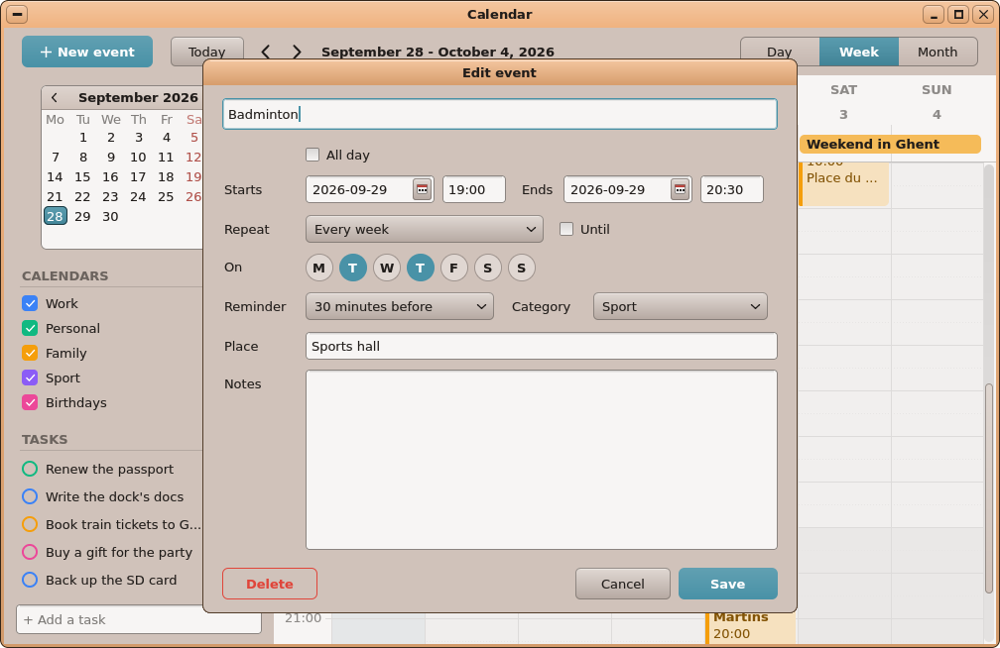 Calendar
+ New event
Today
September 28 - October 4, 2026
Day
Week
Month
Edit event
September 2026
Mo Tu We Th Fr Sa
1 2 3 4 5
7 8 9 10 11 12
14 15 16 17 18 19
21 22 23 24 25 26
28 29 30
CALENDARS
Work
Personal
Family
Sport
Birthdays
TASKS
Renew the passport
Write the dock's docs
Book train tickets to G...
Buy a gift for the party
Back up the SD card
+ Add a task
Badminton
All day
Starts 2026-09-29 19:00 Ends 2026-09-29 20:30
Repeat Every week Until
On M T W T F S S
Reminder 30 minutes before Category Sport
Place Sports hall
Notes
Delete
Cancel
Save
SAT SUN
3 4
Weekend in Ghent
Place du ...
21:00
Martins
20:00